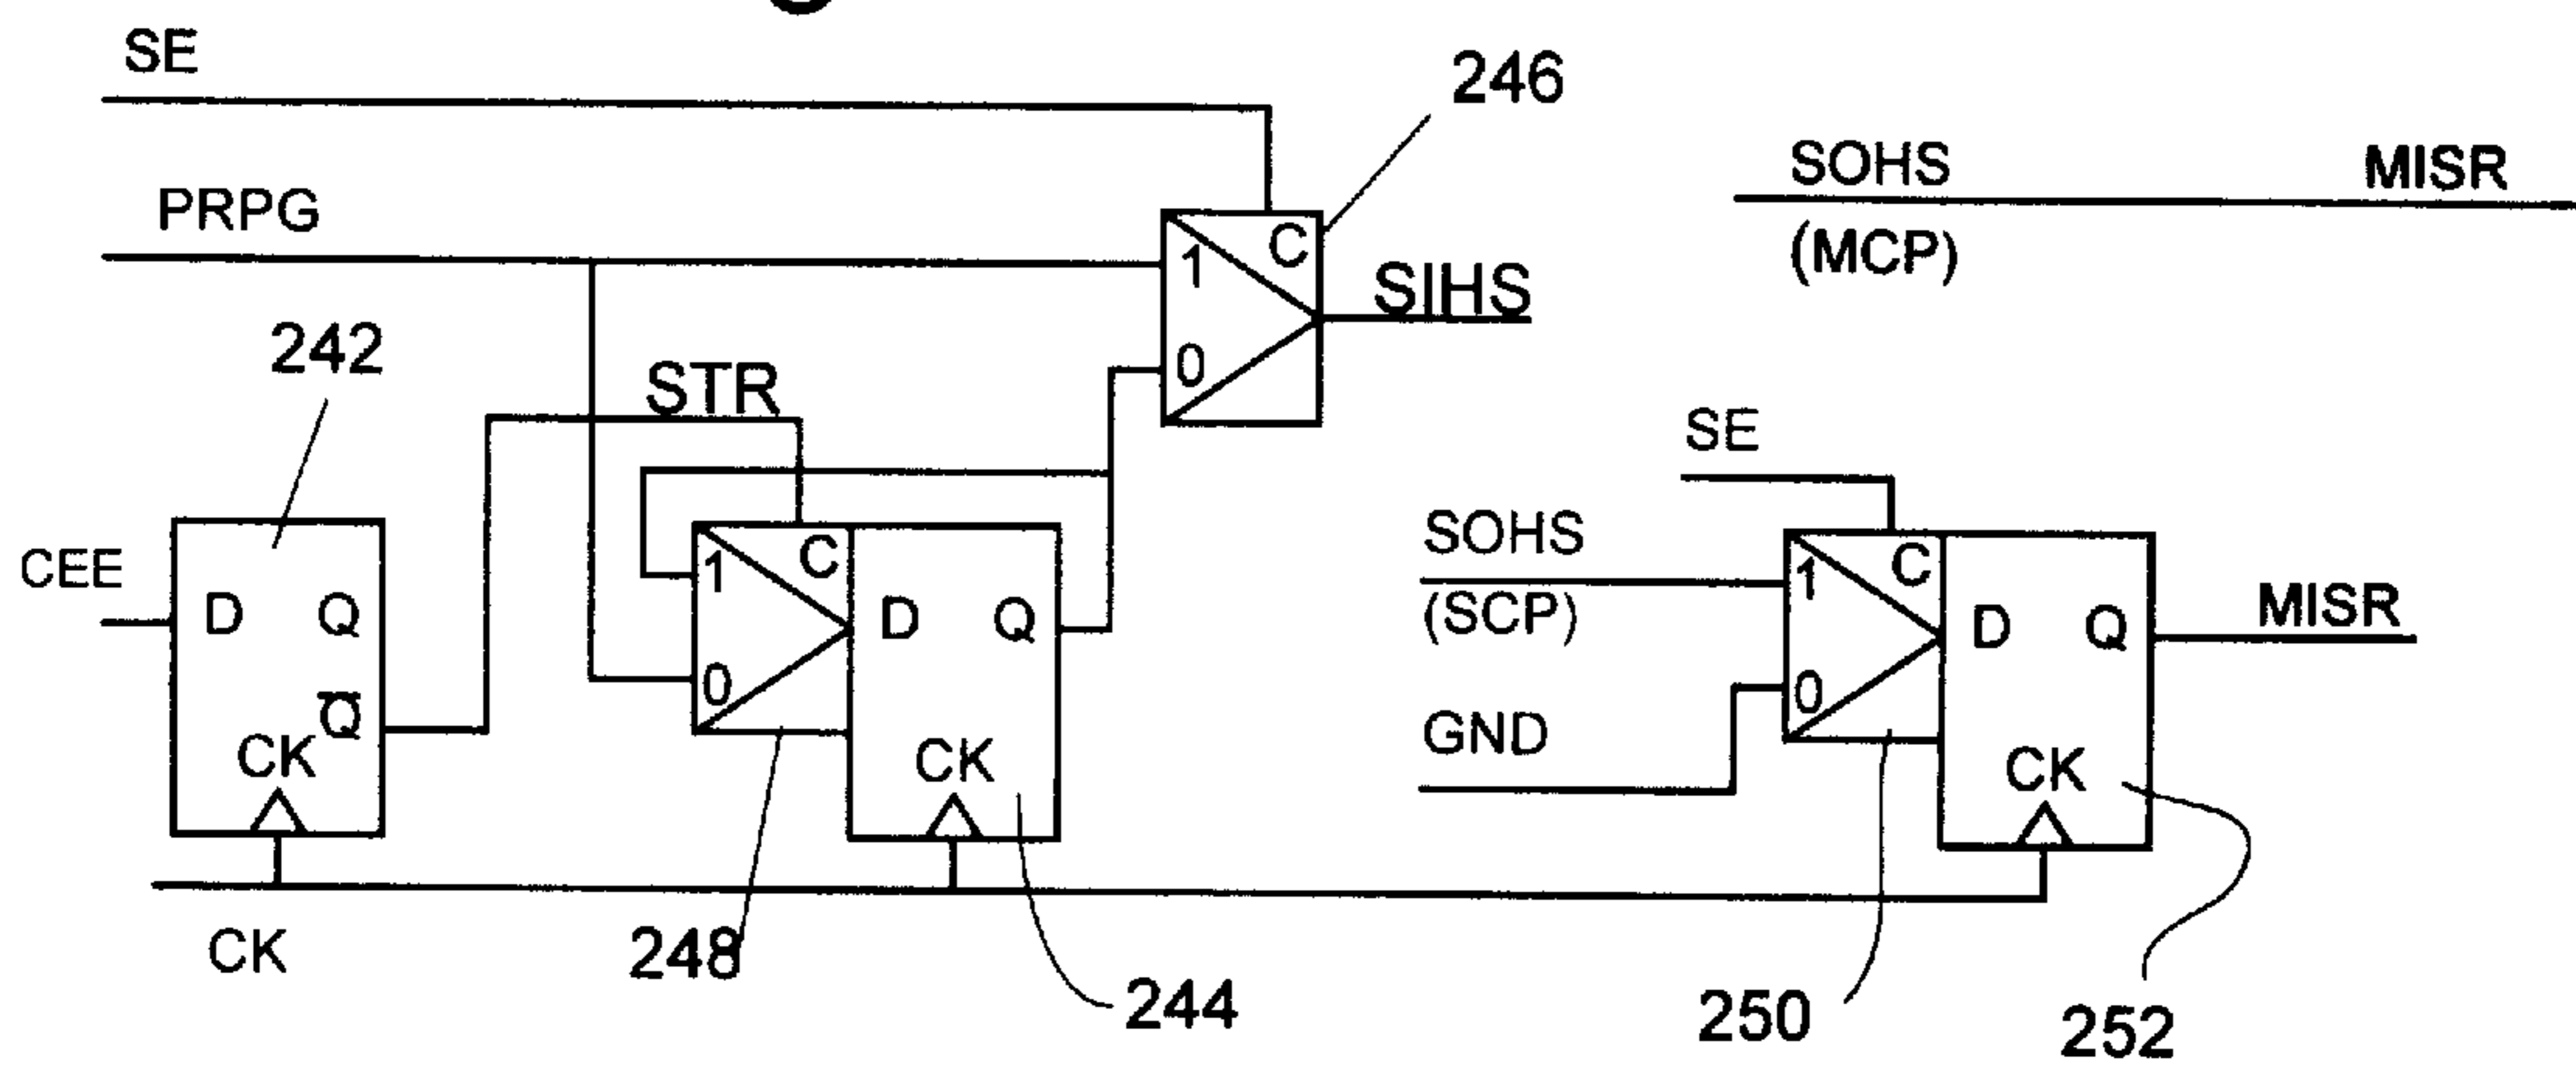 SE
246
SOHS
MISR
(MCP)
PRPG
1
C
SIHS
0
242
STR
SE
CEE
D
Q
Q̅
CK
1
C
D
Q
0
CK
SOHS
(SCP)
1
C
D
Q
MISR
GND
0
CK
CK
248
244
250
252